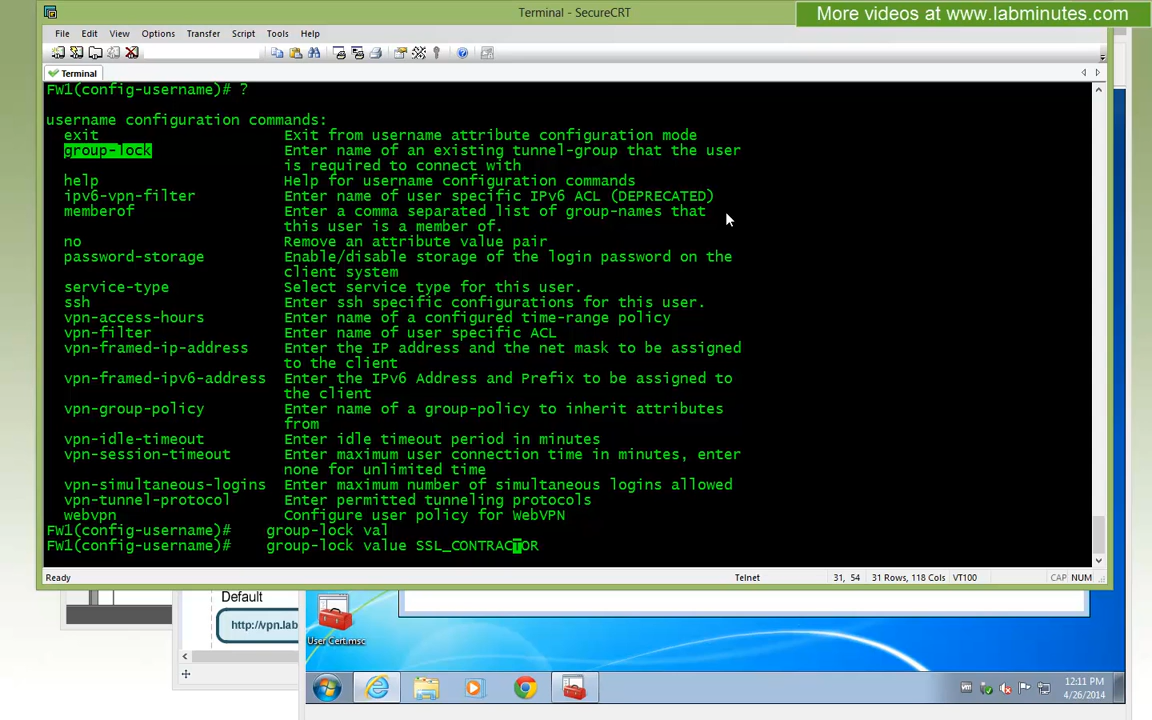 Terminal - SecureCRT
More videos at www.labminutes.com
File Edit View Options Transfer Script Tools Help
Terminal
FW1(config-username)# ?
username configuration commands:
exit Exit from username attribute configuration mode
group-lock Enter name of an existing tunnel-group that the user
is required to connect with
help Help for username configuration commands
ipv6-vpn-filter Enter name of user specific IPv6 ACL (DEPRECATED)
memberof Enter a comma separated list of group-names that
this user is a member of.
no Remove an attribute value pair
password-storage Enable/disable storage of the login password on the
client system
service-type Select service type for this user.
ssh Enter ssh specific configurations for this user.
vpn-access-hours Enter name of a configured time-range policy
vpn-filter Enter name of user specific ACL
vpn-framed-ip-address Enter the IP address and the net mask to be assigned
to the client
vpn-framed-ipv6-address Enter the IPv6 Address and Prefix to be assigned to
the client
vpn-group-policy Enter name of a group-policy to inherit attributes
from
vpn-idle-timeout Enter idle timeout period in minutes
vpn-session-timeout Enter maximum user connection time in minutes, enter
none for unlimited time
vpn-simultaneous-logins Enter maximum number of simultaneous logins allowed
vpn-tunnel-protocol Enter permitted tunneling protocols
webvpn Configure user policy for WebVPN
FW1(config-username)# group-lock val
FW1(config-username)# group-lock value SSL_CONTRACTOR
Ready Telnet 31, 54 31 Rows, 118 Cols VT100 CAP NUM
Default
http://vpn.lab
User Cert.msc
12:11 PM
4/26/2014